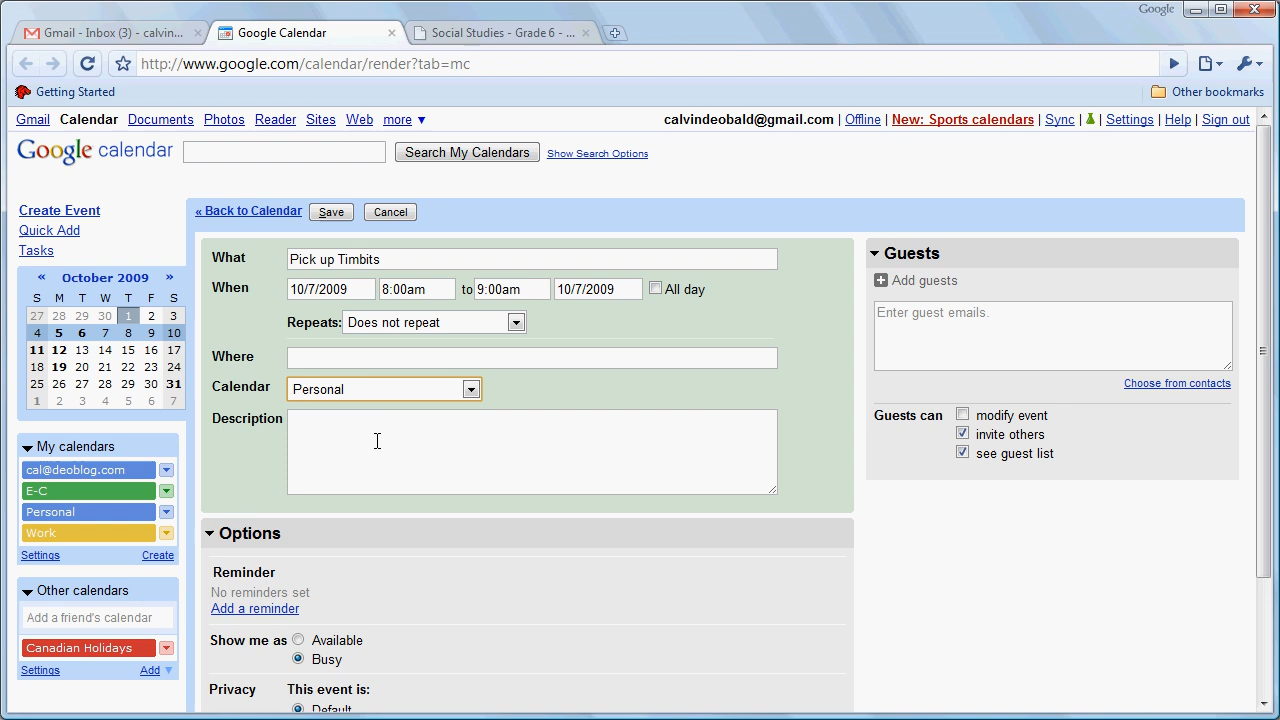 Google
Gmail - Inbox (3) - calvin...
Google Calendar
Social Studies - Grade 6 - ...
http://www.google.com/calendar/render?tab=mc
Getting Started
Other bookmarks
Gmail Calendar Documents Photos Reader Sites Web more ▼
calvindeobald@gmail.com | Offline | New: Sports calendars | Sync | | Settings | Help | Sign out
Google calendar
Search My Calendars
Show Search Options
Create Event
Quick Add
Tasks
« October 2009 »
S M T W T F S
27 28 29 30 1 2 3
4 5 6 7 8 9 10
11 12 13 14 15 16 17
18 19 20 21 22 23 24
25 26 27 28 29 30 31
1 2 3 4 5 6 7
My calendars
cal@deoblog.com
E-C
Personal
Work
Settings Create
Other calendars
Add a friend's calendar
Canadian Holidays
Settings Add ▼
« Back to Calendar Save Cancel
What Pick up Timbits
When 10/7/2009 8:00am to 9:00am 10/7/2009 All day
Repeats: Does not repeat
Where
Calendar Personal
Description
Options
Reminder
No reminders set
Add a reminder
Show me as Available
Busy
Privacy This event is:
Default
Guests
Add guests
Enter guest emails.
Choose from contacts
Guests can modify event
invite others
see guest list